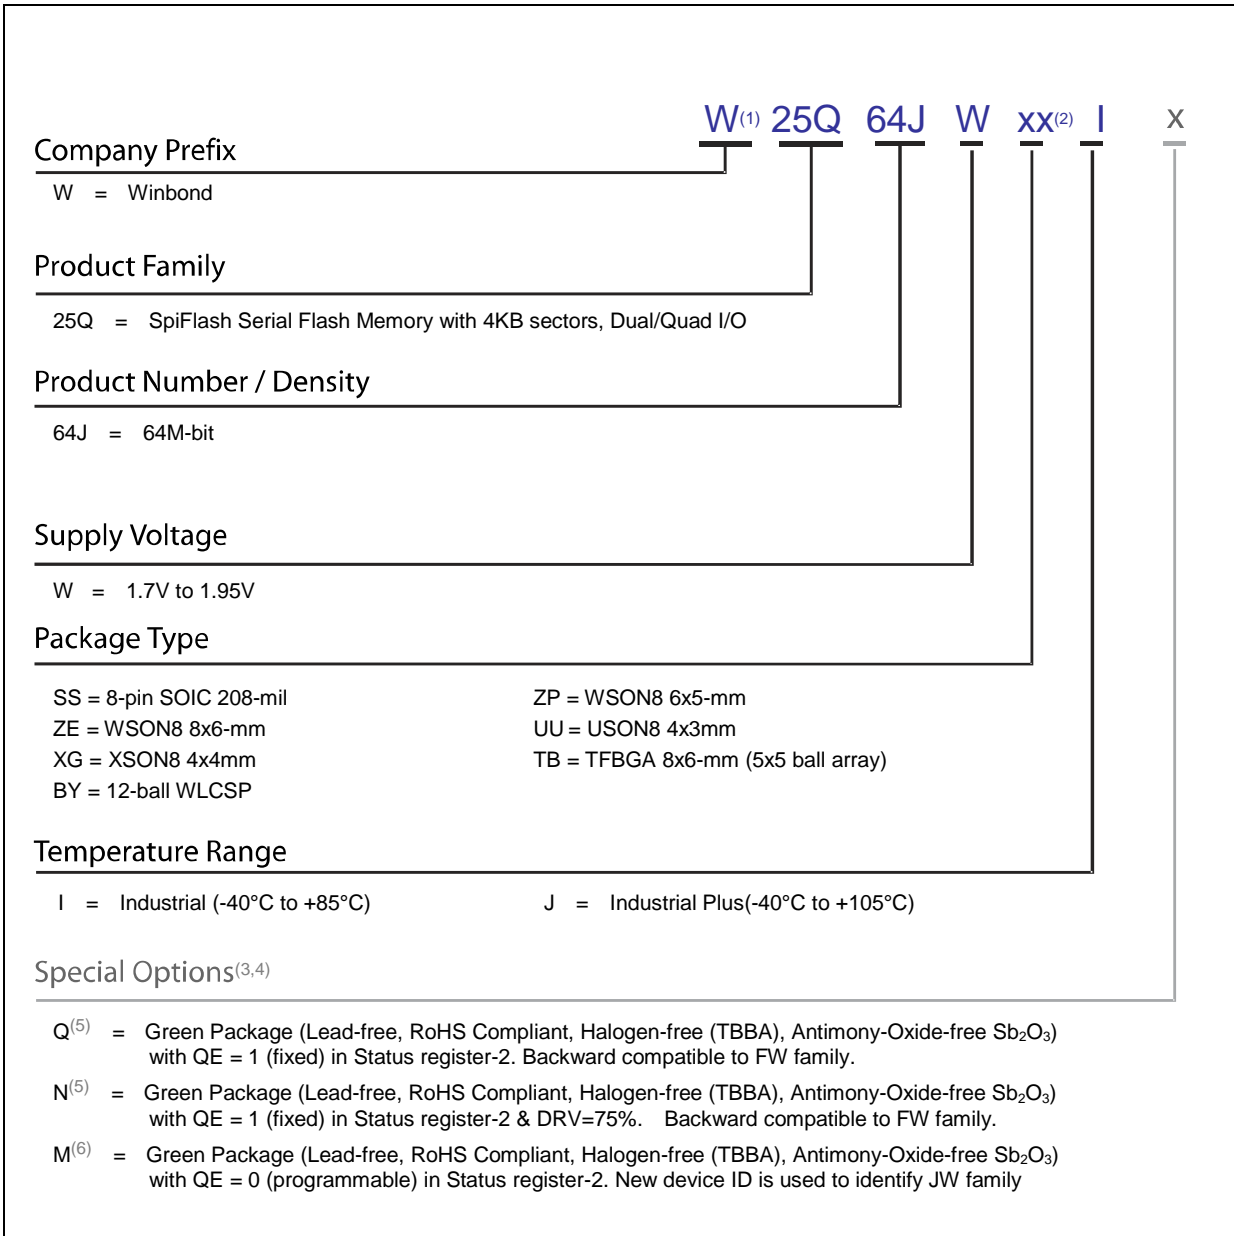 W(1) 25Q 64J W xx(2) I x
Company Prefix
W = Winbond
Product Family
25Q = SpiFlash Serial Flash Memory with 4KB sectors, Dual/Quad I/O
Product Number / Density
64J = 64M-bit
Supply Voltage
W = 1.7V to 1.95V
Package Type
SS = 8-pin SOIC 208-mil ZP = WSON8 6x5-mm
ZE = WSON8 8x6-mm UU = USON8 4x3mm
XG = XSON8 4x4mm TB = TFBGA 8x6-mm (5x5 ball array)
BY = 12-ball WLCSP
Temperature Range
I = Industrial (-40°C to +85°C) J = Industrial Plus(-40°C to +105°C)
Special Options(3,4)
Q(5) = Green Package (Lead-free, RoHS Compliant, Halogen-free (TBBA), Antimony-Oxide-free Sb₂O₃)
with QE = 1 (fixed) in Status register-2. Backward compatible to FW family.
N(5) = Green Package (Lead-free, RoHS Compliant, Halogen-free (TBBA), Antimony-Oxide-free Sb₂O₃)
with QE = 1 (fixed) in Status register-2 & DRV=75%. Backward compatible to FW family.
M(6) = Green Package (Lead-free, RoHS Compliant, Halogen-free (TBBA), Antimony-Oxide-free Sb₂O₃)
with QE = 0 (programmable) in Status register-2. New device ID is used to identify JW family